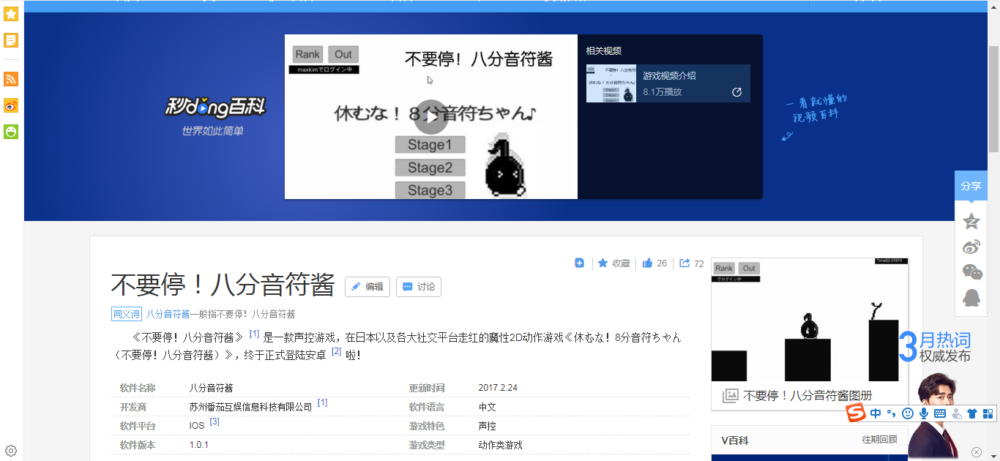 Rank Out
maxkimでログイン中
不要停！八分音符酱
休むな！８分音符ちゃん♪
Stage1
Stage2
Stage3
秒dǒng百科
世界如此简单
相关视频
游戏视频介绍
8.1万播放
一看就懂的
视频百科
分享
收藏 26 72
不要停！八分音符酱 编辑 讨论
同义词 八分音符酱一般指不要停！八分音符酱
《不要停！八分音符酱》 [1] 是一款声控游戏，在日本以及各大社交平台走红的魔性2D动作游戏《休むな！8分音符ちゃん
（不要停！八分音符酱）》，终于正式登陆安卓 [2] 啦！
软件名称 八分音符酱 更新时间 2017.2.24
开发商 苏州番茄互娱信息科技有限公司 [1] 软件语言 中文
软件平台 IOS [3] 游戏特色 声控
软件版本 1.0.1 游戏类型 动作类游戏
Time62.07874
Rank Out
でログイン中
不要停！八分音符酱图册
3月热词
权威发布
中
V百科 往期回顾